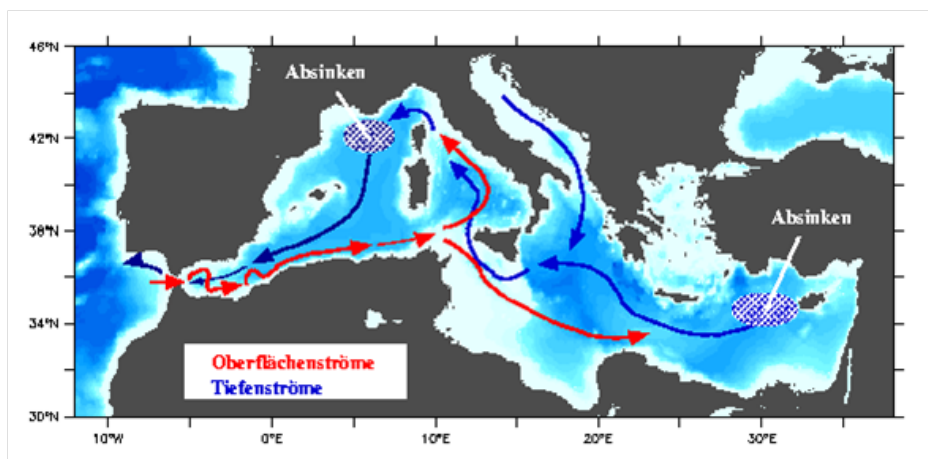 46°N
Absinken
42°N
38°N
Absinken
34°N
Oberflächenströme
Tiefenströme
30°N
10°W 0°E 10°E 20°E 30°E